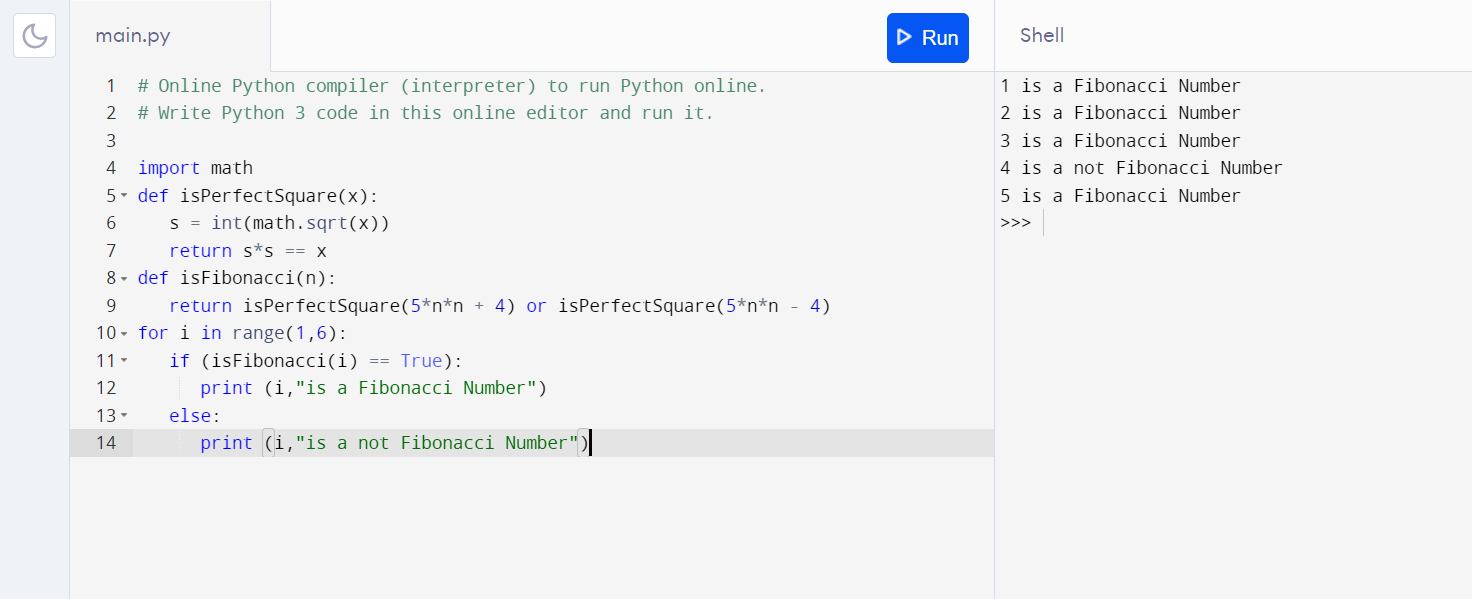 main.py
Run
Shell
1 # Online Python compiler (interpreter) to run Python online.
2 # Write Python 3 code in this online editor and run it.
3
4 import math
5 def isPerfectSquare(x):
6    s = int(math.sqrt(x))
7    return s*s == x
8 def isFibonacci(n):
9    return isPerfectSquare(5*n*n + 4) or isPerfectSquare(5*n*n - 4)
10 for i in range(1,6):
11    if (isFibonacci(i) == True):
12       print (i,"is a Fibonacci Number")
13    else:
14       print (i,"is a not Fibonacci Number")
1 is a Fibonacci Number
2 is a Fibonacci Number
3 is a Fibonacci Number
4 is a not Fibonacci Number
5 is a Fibonacci Number
>>>